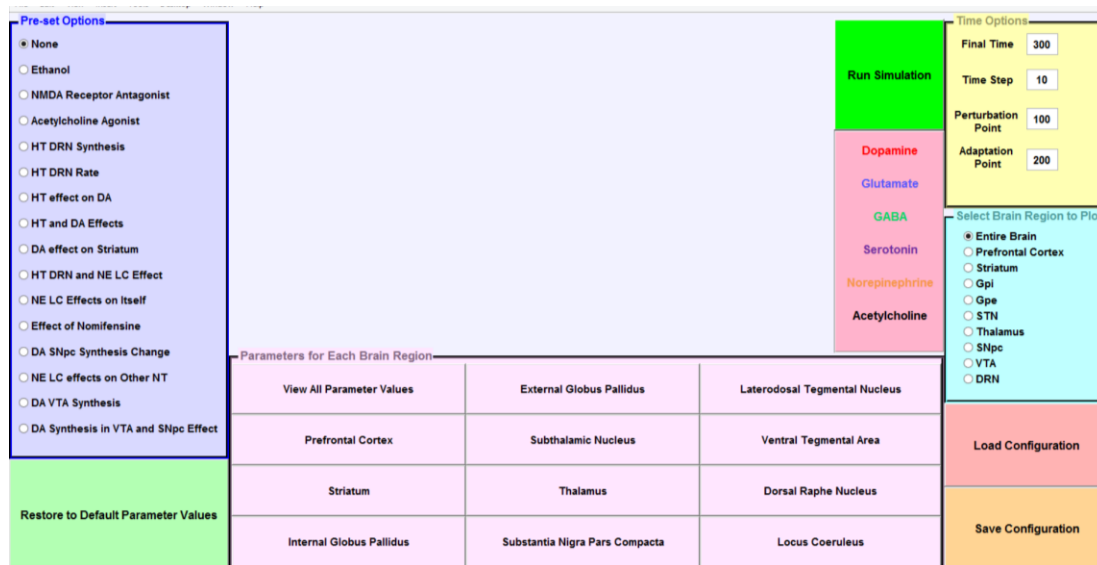 Pre-set Options
None
Ethanol
NMDA Receptor Antagonist
Acetylcholine Agonist
HT DRN Synthesis
HT DRN Rate
HT effect on DA
HT and DA Effects
DA effect on Striatum
HT DRN and NE LC Effect
NE LC Effects on Itself
Effect of Nomifensine
DA SNpc Synthesis Change
NE LC effects on Other NT
DA VTA Synthesis
DA Synthesis in VTA and SNpc Effect
Restore to Default Parameter Values
Parameters for Each Brain Region
View All Parameter Values
External Globus Pallidus
Laterodosal Tegmental Nucleus
Prefrontal Cortex
Subthalamic Nucleus
Ventral Tegmental Area
Striatum
Thalamus
Dorsal Raphe Nucleus
Internal Globus Pallidus
Substantia Nigra Pars Compacta
Locus Coeruleus
Run Simulation
Dopamine
Glutamate
GABA
Serotonin
Norepinephrine
Acetylcholine
Time Options
Final Time 300
Time Step 10
Perturbation
Point 100
Adaptation
Point 200
Select Brain Region to Plo
Entire Brain
Prefrontal Cortex
Striatum
Gpi
Gpe
STN
Thalamus
SNpc
VTA
DRN
Load Configuration
Save Configuration